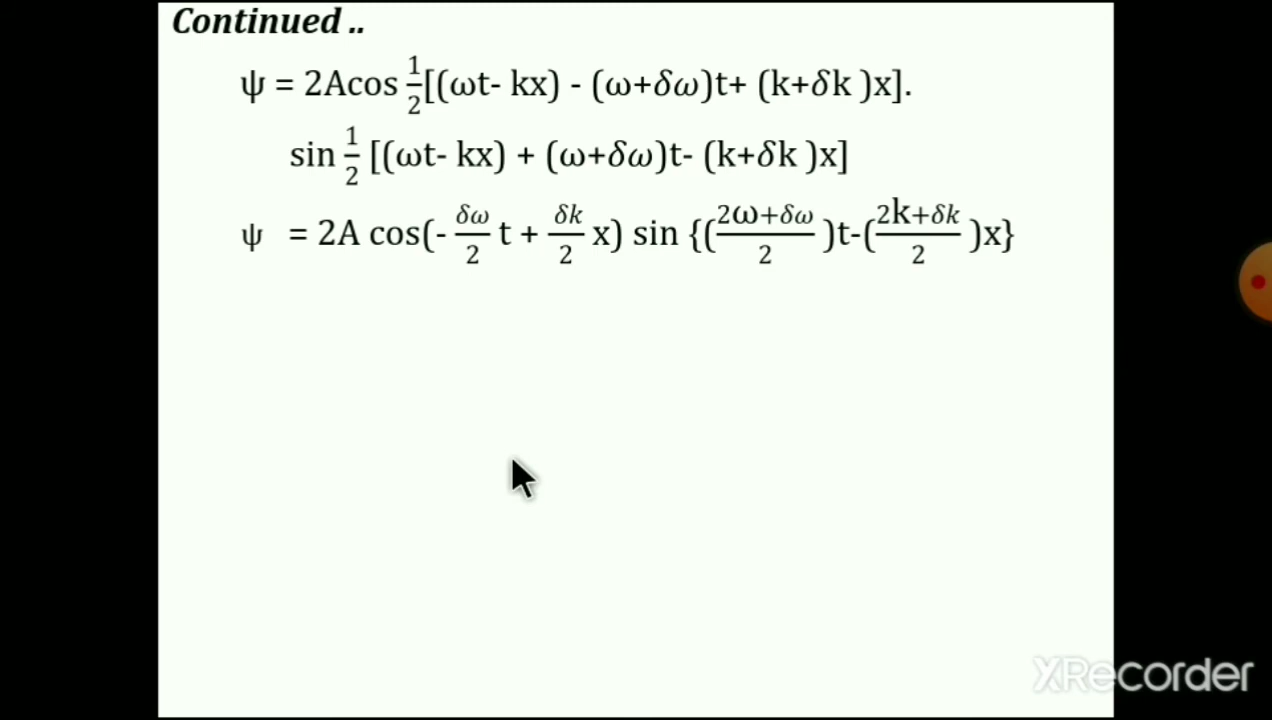 Continued ..
ψ = 2Acos 1/2[(ωt- kx) - (ω+δω)t+ (k+δk )x].
sin 1/2 [(ωt- kx) + (ω+δω)t- (k+δk )x]
ψ = 2A cos(- δω/2 t + δk/2 x) sin {(2ω+δω/2 )t-(2k+δk/2 )x}
XRecorder